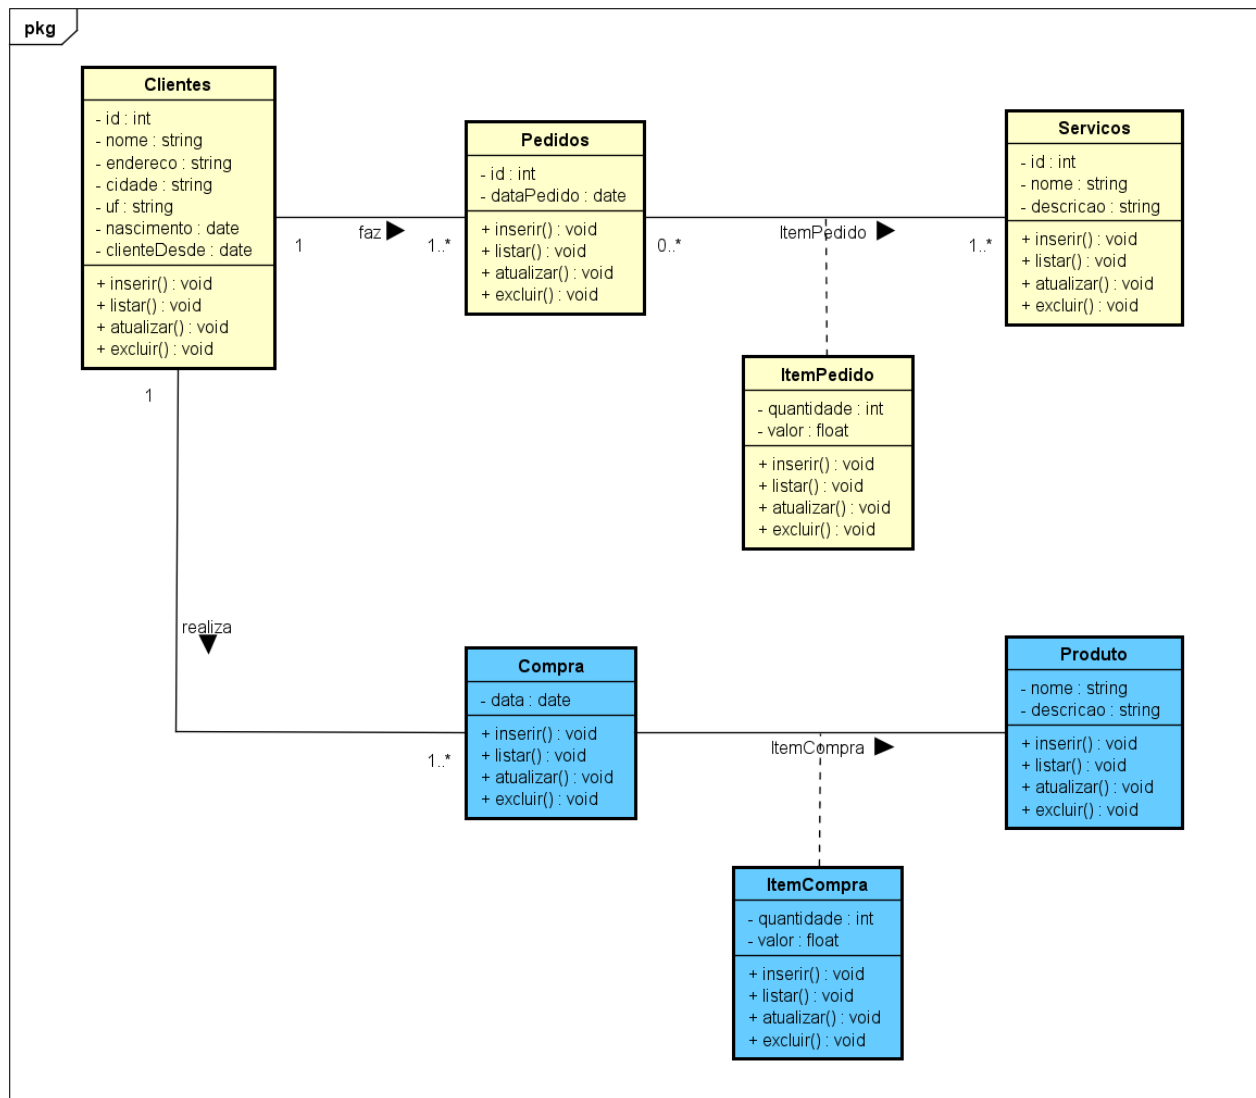 pkg
Clientes
- id : int
- nome : string
- endereco : string
- cidade : string
- uf : string
- nascimento : date
- clienteDesde : date
+ inserir() : void
+ listar() : void
+ atualizar() : void
+ excluir() : void
1
faz
1..*
Pedidos
- id : int
- dataPedido : date
+ inserir() : void
+ listar() : void
+ atualizar() : void
+ excluir() : void
0..*
ItemPedido
1..*
Servicos
- id : int
- nome : string
- descricao : string
+ inserir() : void
+ listar() : void
+ atualizar() : void
+ excluir() : void
ItemPedido
- quantidade : int
- valor : float
+ inserir() : void
+ listar() : void
+ atualizar() : void
+ excluir() : void
1
realiza
1..*
Compra
- data : date
+ inserir() : void
+ listar() : void
+ atualizar() : void
+ excluir() : void
ItemCompra
Produto
- nome : string
- descricao : string
+ inserir() : void
+ listar() : void
+ atualizar() : void
+ excluir() : void
ItemCompra
- quantidade : int
- valor : float
+ inserir() : void
+ listar() : void
+ atualizar() : void
+ excluir() : void